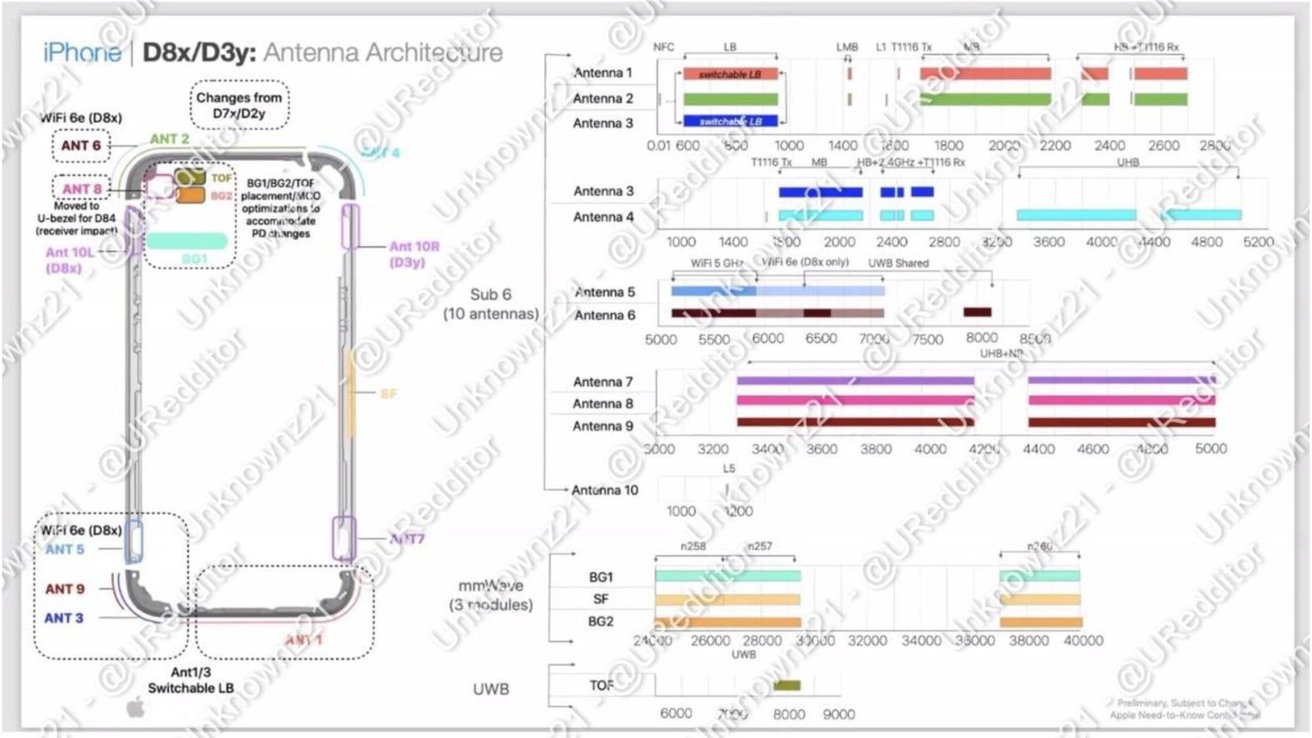 iPhone | D8x/D3y: Antenna Architecture
Changes from
D7x/D2y
WiFi 6e (D8x)
ANT 6
ANT 2
ANT 4
ANT 8
TOF
BG2
Moved to
U-bezel for D84
(receiver impact)
BG1/BG2/TOF
placement/MCO
optimizations to
accommodate
PD changes
Ant 10L
(D8x)
BG1
Ant 10R
(D3y)
SF
WiFi 6e (D8x)
ANT 5
ANT7
ANT 9
ANT 3
ANT 1
Ant1/3
Switchable LB
Sub 6
(10 antennas)
NFC LB LMB L1 T1116 Tx MB HB +T1116 Rx
Antenna 1 switchable LB
Antenna 2
Antenna 3 switchable LB
0.01 600 800 1000 1200 1400 1600 1800 2000 2200 2400 2600 2800
T1116 Tx MB HB+2.4GHz +T1116 Rx UHB
Antenna 3
Antenna 4
1000 1400 1800 2000 2400 2800 3200 3600 4000 4400 4800 5200
WiFi 5 GHz WiFi 6e (D8x only) UWB Shared
Antenna 5
Antenna 6
5000 5500 6000 6500 7000 7500 8000 8500
UHB+NR
Antenna 7
Antenna 8
Antenna 9
3000 3200 3400 3600 3800 4000 4200 4400 4600 4800 5000
L5
Antenna 10
1000 1200
mmWave
(3 modules)
n258 n257 n260
BG1
SF
BG2
24000 26000 28000 30000 32000 34000 36000 38000 40000
UWB
UWB
TOF
6000 7000 8000 9000
Preliminary, Subject to Change
Apple Need-to-Know Confidential
Unknownz21 - @URedditor